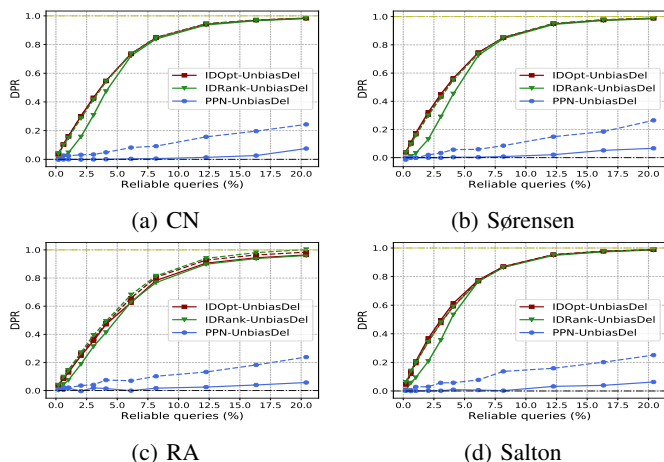 1.0
0.8
0.6
0.4
0.2
0.0
DPR
IDOpt-UnbiasDel
IDRank-UnbiasDel
PPN-UnbiasDel
0.0 2.5 5.0 7.5 10.0 12.5 15.0 17.5 20.0
Reliable queries (%)
(a) CN
1.0
0.8
0.6
0.4
0.2
0.0
DPR
IDOpt-UnbiasDel
IDRank-UnbiasDel
PPN-UnbiasDel
0.0 2.5 5.0 7.5 10.0 12.5 15.0 17.5 20.0
Reliable queries (%)
(b) Sørensen
1.0
0.8
0.6
0.4
0.2
0.0
DPR
IDOpt-UnbiasDel
IDRank-UnbiasDel
PPN-UnbiasDel
0.0 2.5 5.0 7.5 10.0 12.5 15.0 17.5 20.0
Reliable queries (%)
(c) RA
1.0
0.8
0.6
0.4
0.2
0.0
DPR
IDOpt-UnbiasDel
IDRank-UnbiasDel
PPN-UnbiasDel
0.0 2.5 5.0 7.5 10.0 12.5 15.0 17.5 20.0
Reliable queries (%)
(d) Salton